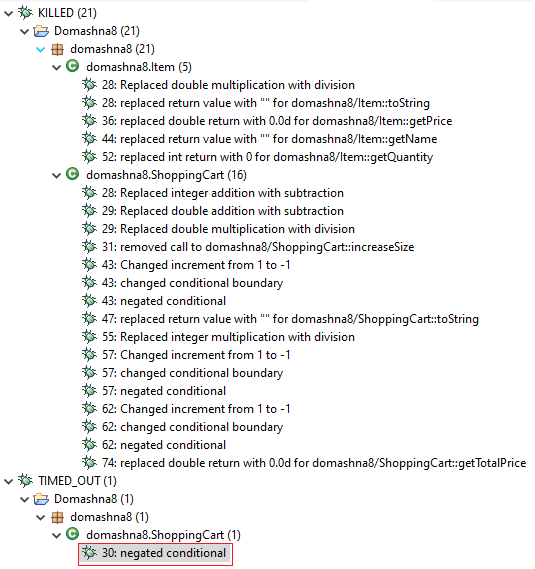 KILLED (21)
Domashna8 (21)
domashna8 (21)
domashna8.Item (5)
28: Replaced double multiplication with division
28: replaced return value with "" for domashna8/Item::toString
36: replaced double return with 0.0d for domashna8/Item::getPrice
44: replaced return value with "" for domashna8/Item::getName
52: replaced int return with 0 for domashna8/Item::getQuantity
domashna8.ShoppingCart (16)
28: Replaced integer addition with subtraction
29: Replaced double addition with subtraction
29: Replaced double multiplication with division
31: removed call to domashna8/ShoppingCart::increaseSize
43: Changed increment from 1 to -1
43: changed conditional boundary
43: negated conditional
47: replaced return value with "" for domashna8/ShoppingCart::toString
55: Replaced integer multiplication with division
57: Changed increment from 1 to -1
57: changed conditional boundary
57: negated conditional
62: Changed increment from 1 to -1
62: changed conditional boundary
62: negated conditional
74: replaced double return with 0.0d for domashna8/ShoppingCart::getTotalPrice
TIMED_OUT (1)
Domashna8 (1)
domashna8 (1)
domashna8.ShoppingCart (1)
30: negated conditional